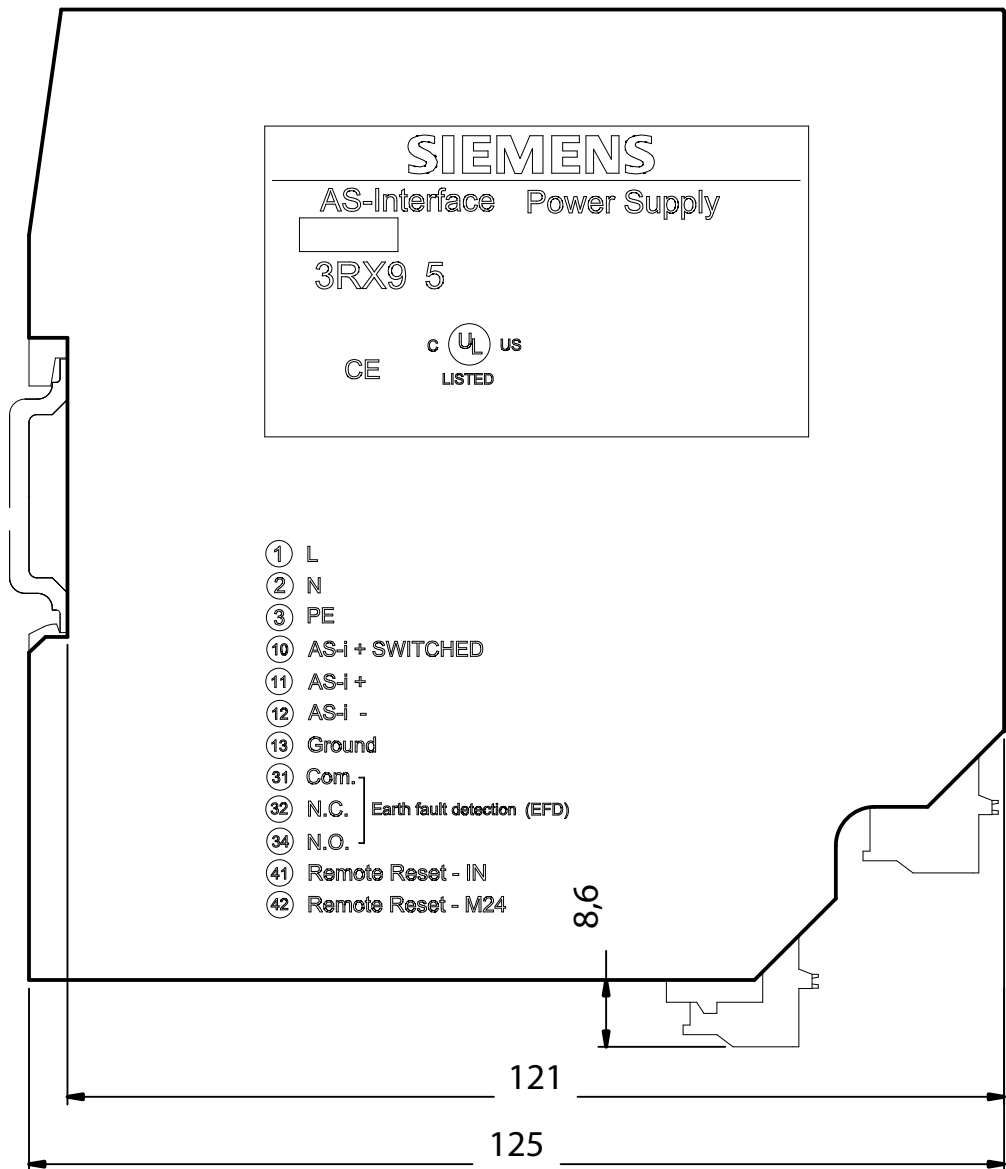 SIEMENS
AS-Interface Power Supply
3RX9 5
C UL US
LISTED
CE
1 L
2 N
3 PE
10 AS-i + SWITCHED
11 AS-i +
12 AS-i -
13 Ground
31 Com.
32 N.C. Earth fault detection (EFD)
34 N.O.
41 Remote Reset - IN
42 Remote Reset - M24
8,6
121
125